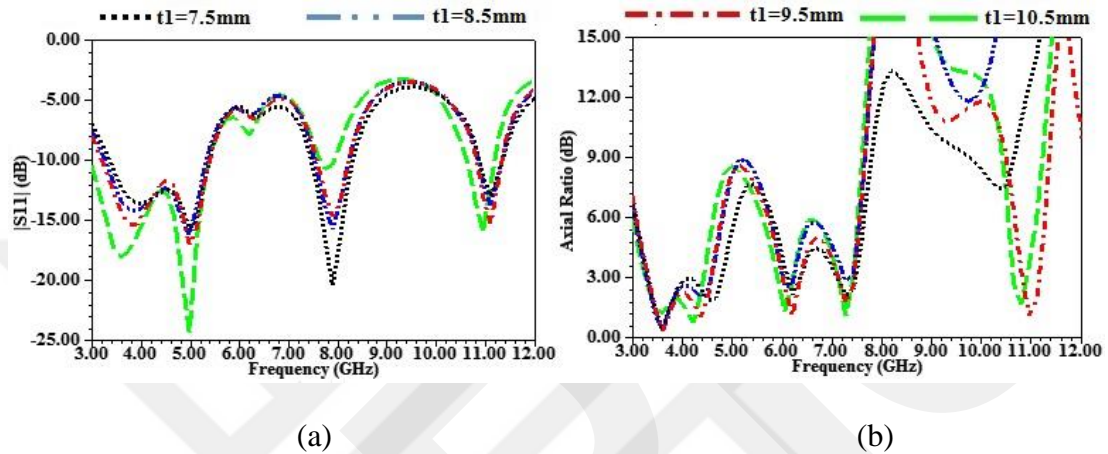 t1=7.5mm t1=8.5mm t1=9.5mm t1=10.5mm
0.00 15.00
-5.00 12.00
-10.00 9.00
-15.00 6.00
-20.00 3.00
-25.00 0.00
|S11| (dB) Axial Ratio (dB)
3.00 4.00 5.00 6.00 7.00 8.00 9.00 10.00 11.00 12.00 3.00 4.00 5.00 6.00 7.00 8.00 9.00 10.00 11.00 12.00
Frequency (GHz) Frequency (GHz)
(a) (b)